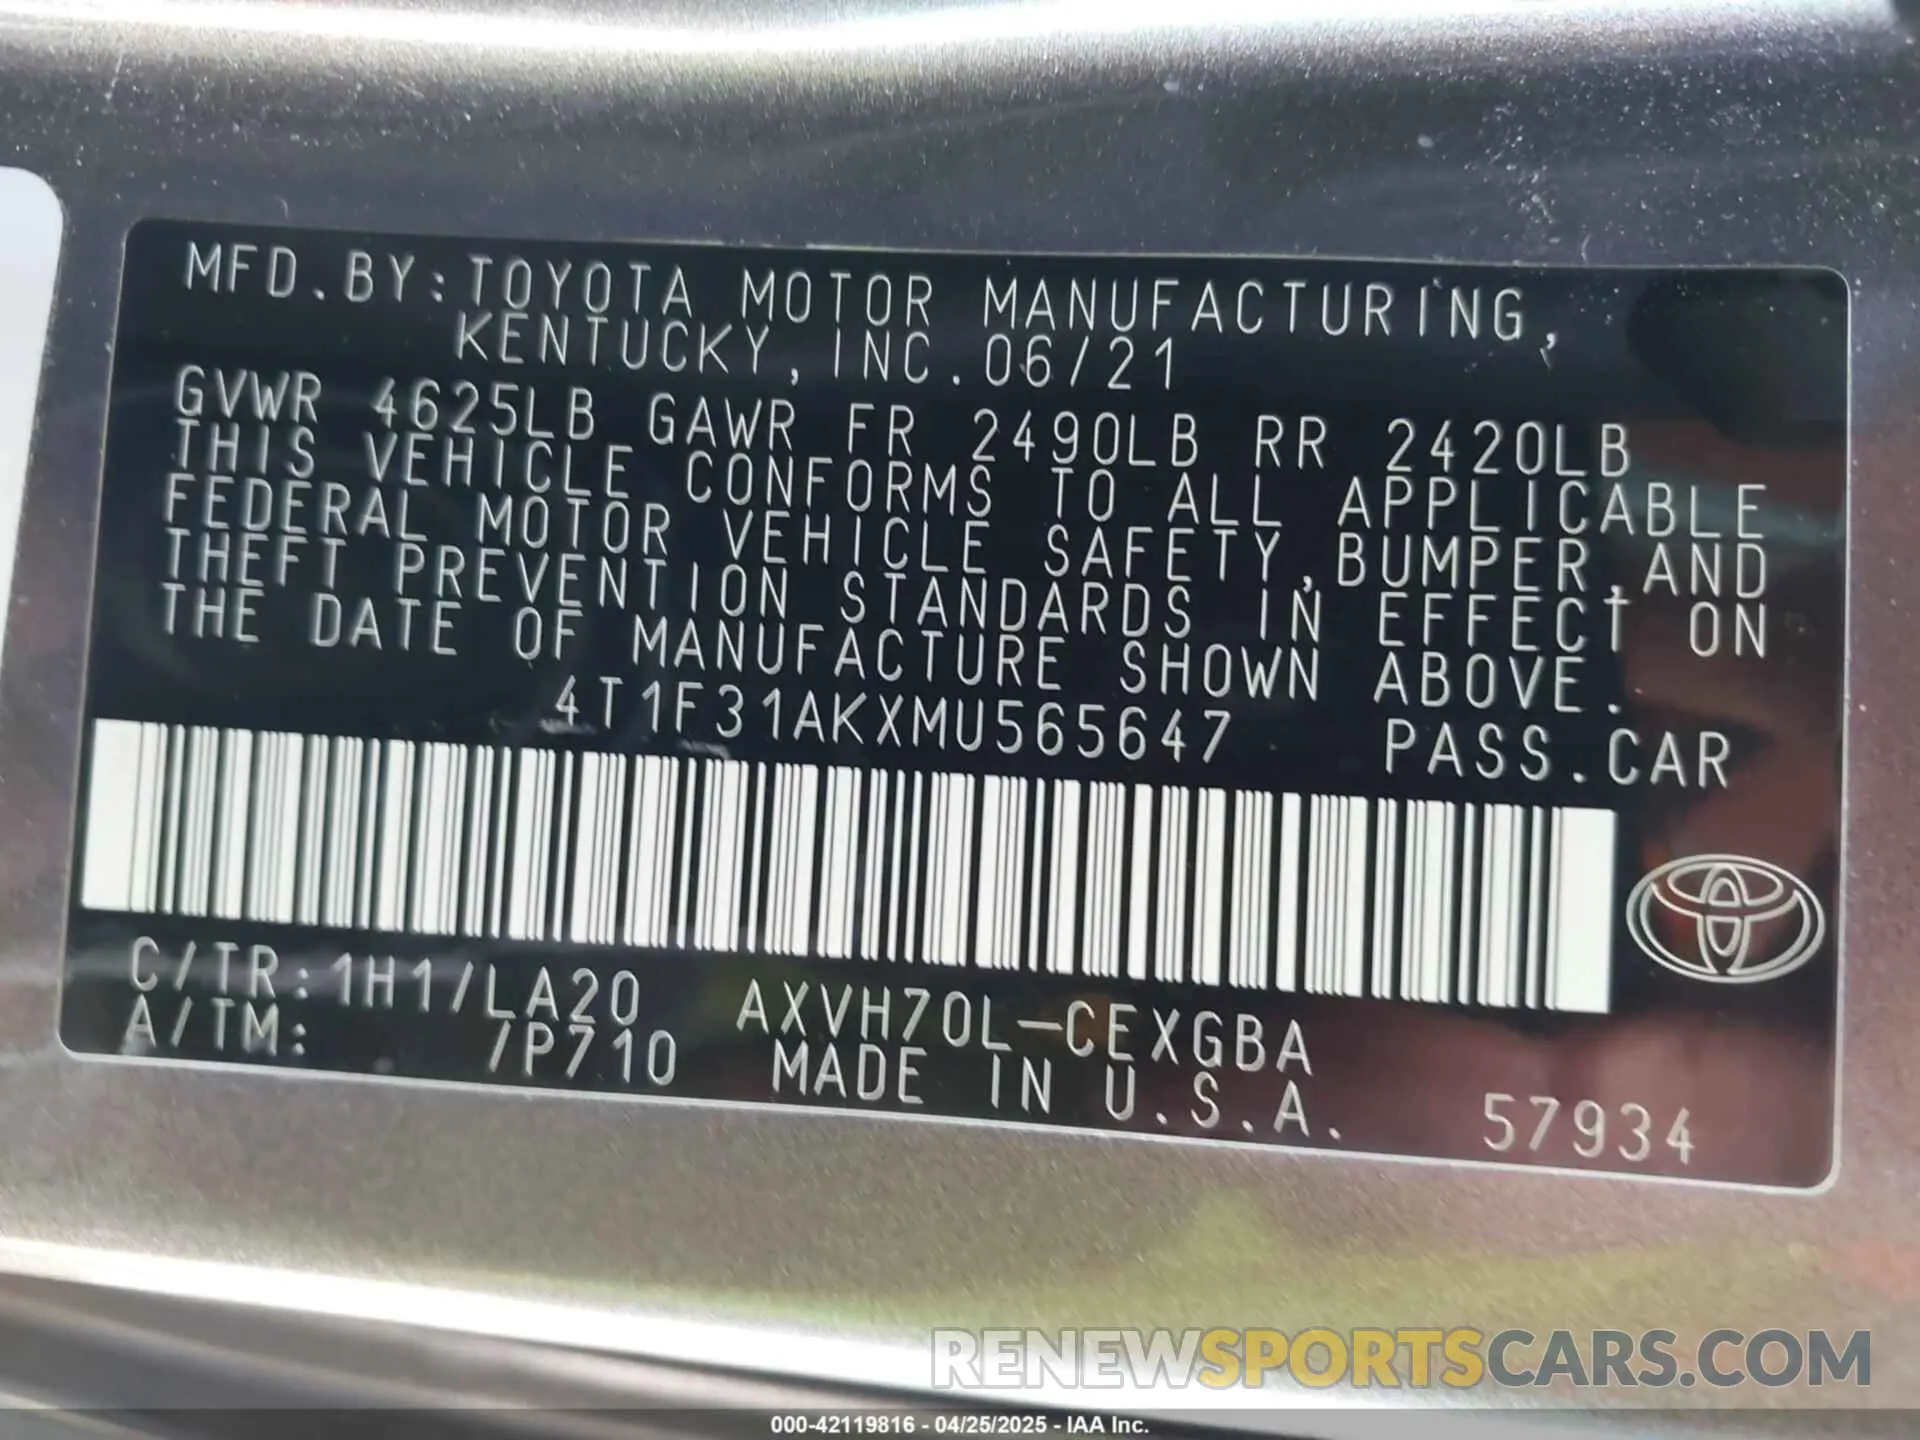 MFD.BY:TOYOTA MOTOR MANUFACTURING,
KENTUCKY, INC. 06/21
GVWR 4625LB GAWR FR 2490LB RR 2420LB
THIS VEHICLE CONFORMS TO ALL APPLICABLE
FEDERAL MOTOR VEHICLE SAFETY, BUMPER, AND
THEFT PREVENTION STANDARDS IN EFFECT ON
THE DATE OF MANUFACTURE SHOWN ABOVE.
4T1F31AKXMU565647 PASS.CAR
C/TR:1H1/LA20 AXVH70L-CEXGBA
A/TM: /P710 MADE IN U.S.A. 57934
RENEWSPORTSCARS.COM
000-42119816 - 04/25/2025 - IAA Inc.